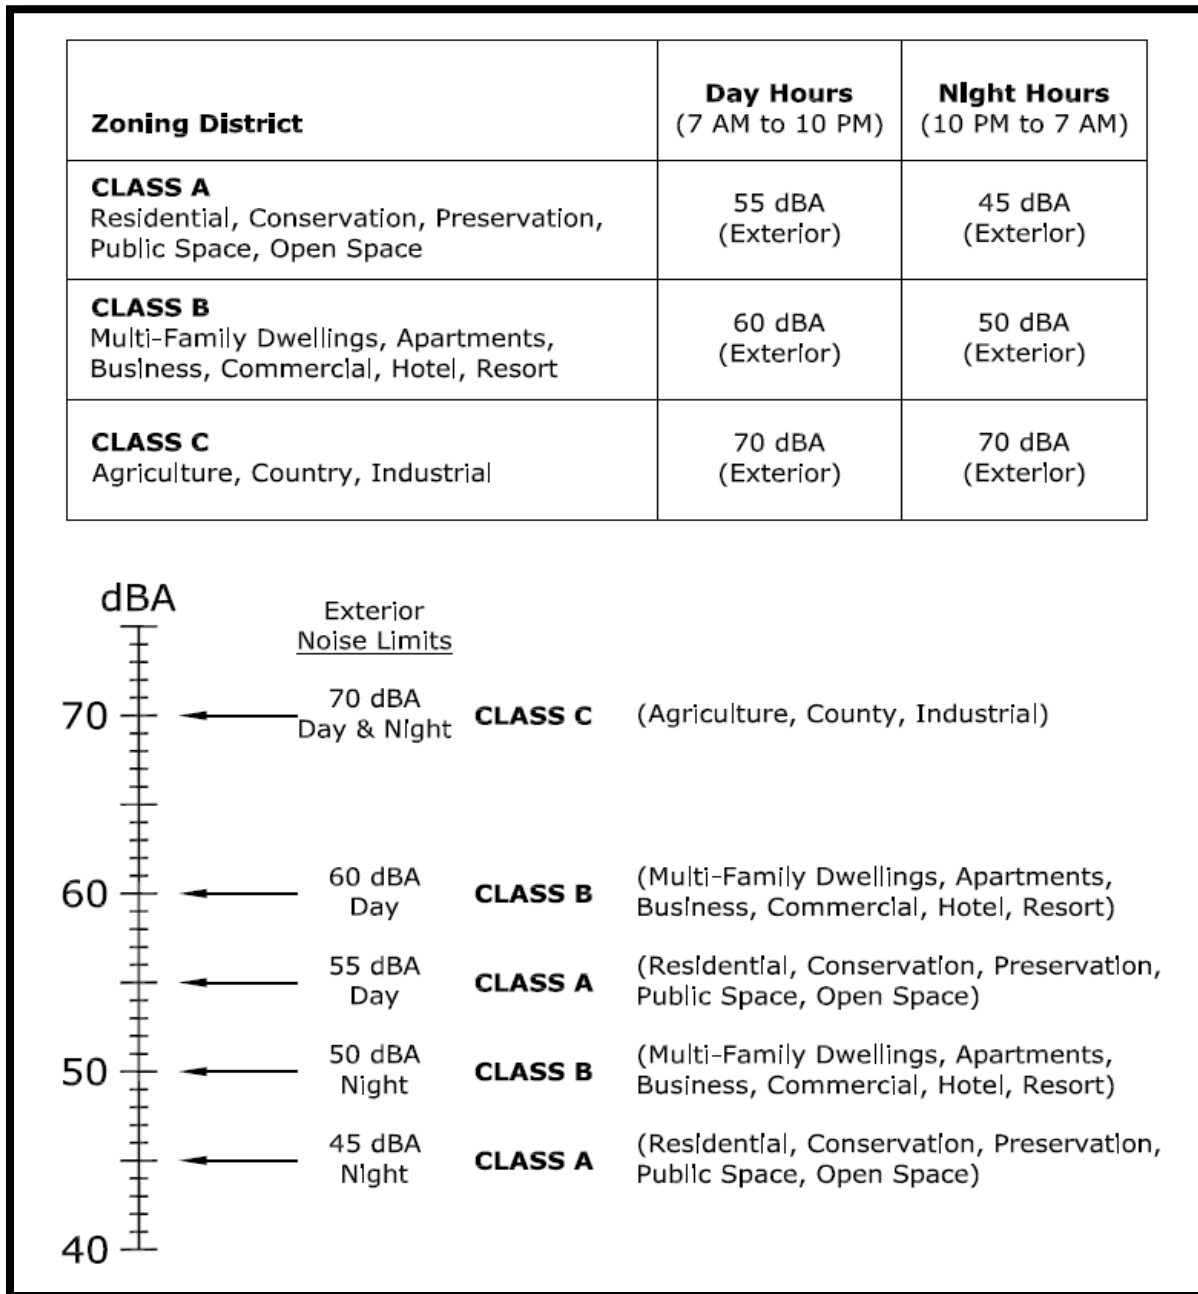 Zoning District
Day Hours
(7 AM to 10 PM)
Night Hours
(10 PM to 7 AM)
CLASS A
Residential, Conservation, Preservation,
Public Space, Open Space
55 dBA
(Exterior)
45 dBA
(Exterior)
CLASS B
Multi-Family Dwellings, Apartments,
Business, Commercial, Hotel, Resort
60 dBA
(Exterior)
50 dBA
(Exterior)
CLASS C
Agriculture, Country, Industrial
70 dBA
(Exterior)
70 dBA
(Exterior)
dBA
Exterior
Noise Limits
70
70 dBA
Day & Night
CLASS C
(Agriculture, County, Industrial)
60
60 dBA
Day
CLASS B
(Multi-Family Dwellings, Apartments,
Business, Commercial, Hotel, Resort)
55 dBA
Day
CLASS A
(Residential, Conservation, Preservation,
Public Space, Open Space)
50
50 dBA
Night
CLASS B
(Multi-Family Dwellings, Apartments,
Business, Commercial, Hotel, Resort)
45 dBA
Night
CLASS A
(Residential, Conservation, Preservation,
Public Space, Open Space)
40